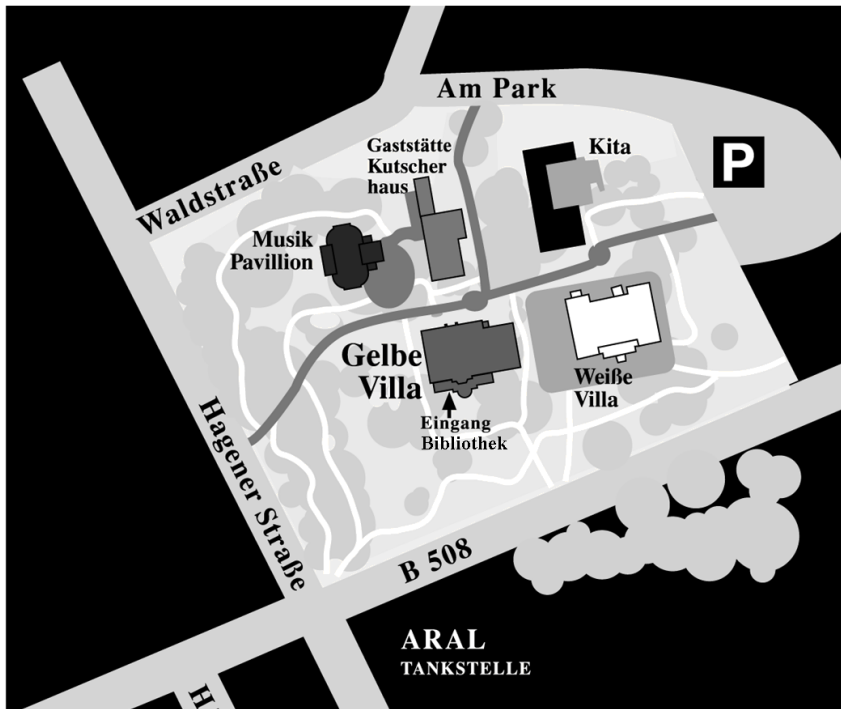 Am Park
Gaststätte
Kutscher
haus
Kita
P
Waldstraße
Musik
Pavillion
Gelbe
Villa
Weiße
Villa
Eingang
Bibliothek
Hagener Straße
B 508
ARAL
TANKSTELLE